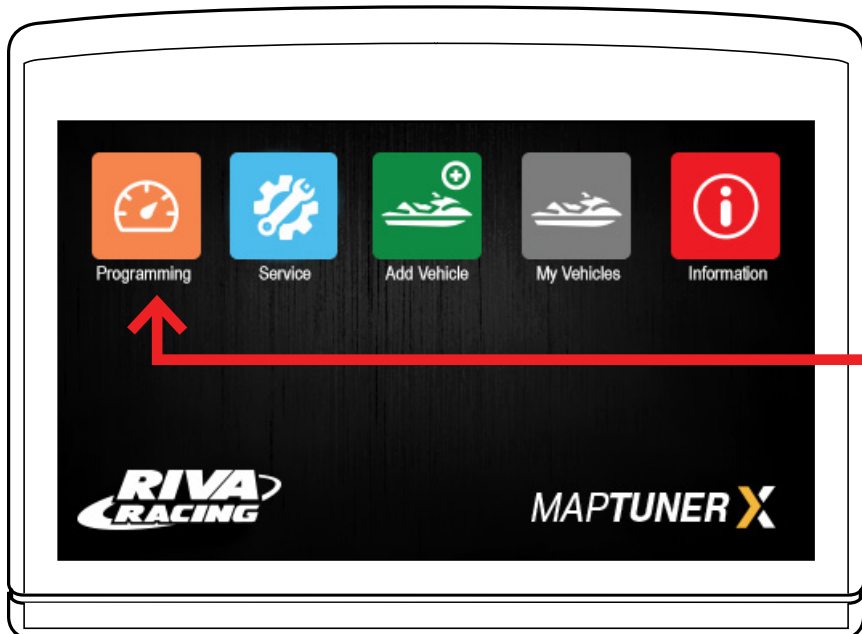 Programming
Service
Add Vehicle
My Vehicles
Information
RIVA
RACING
MAPTUNER X